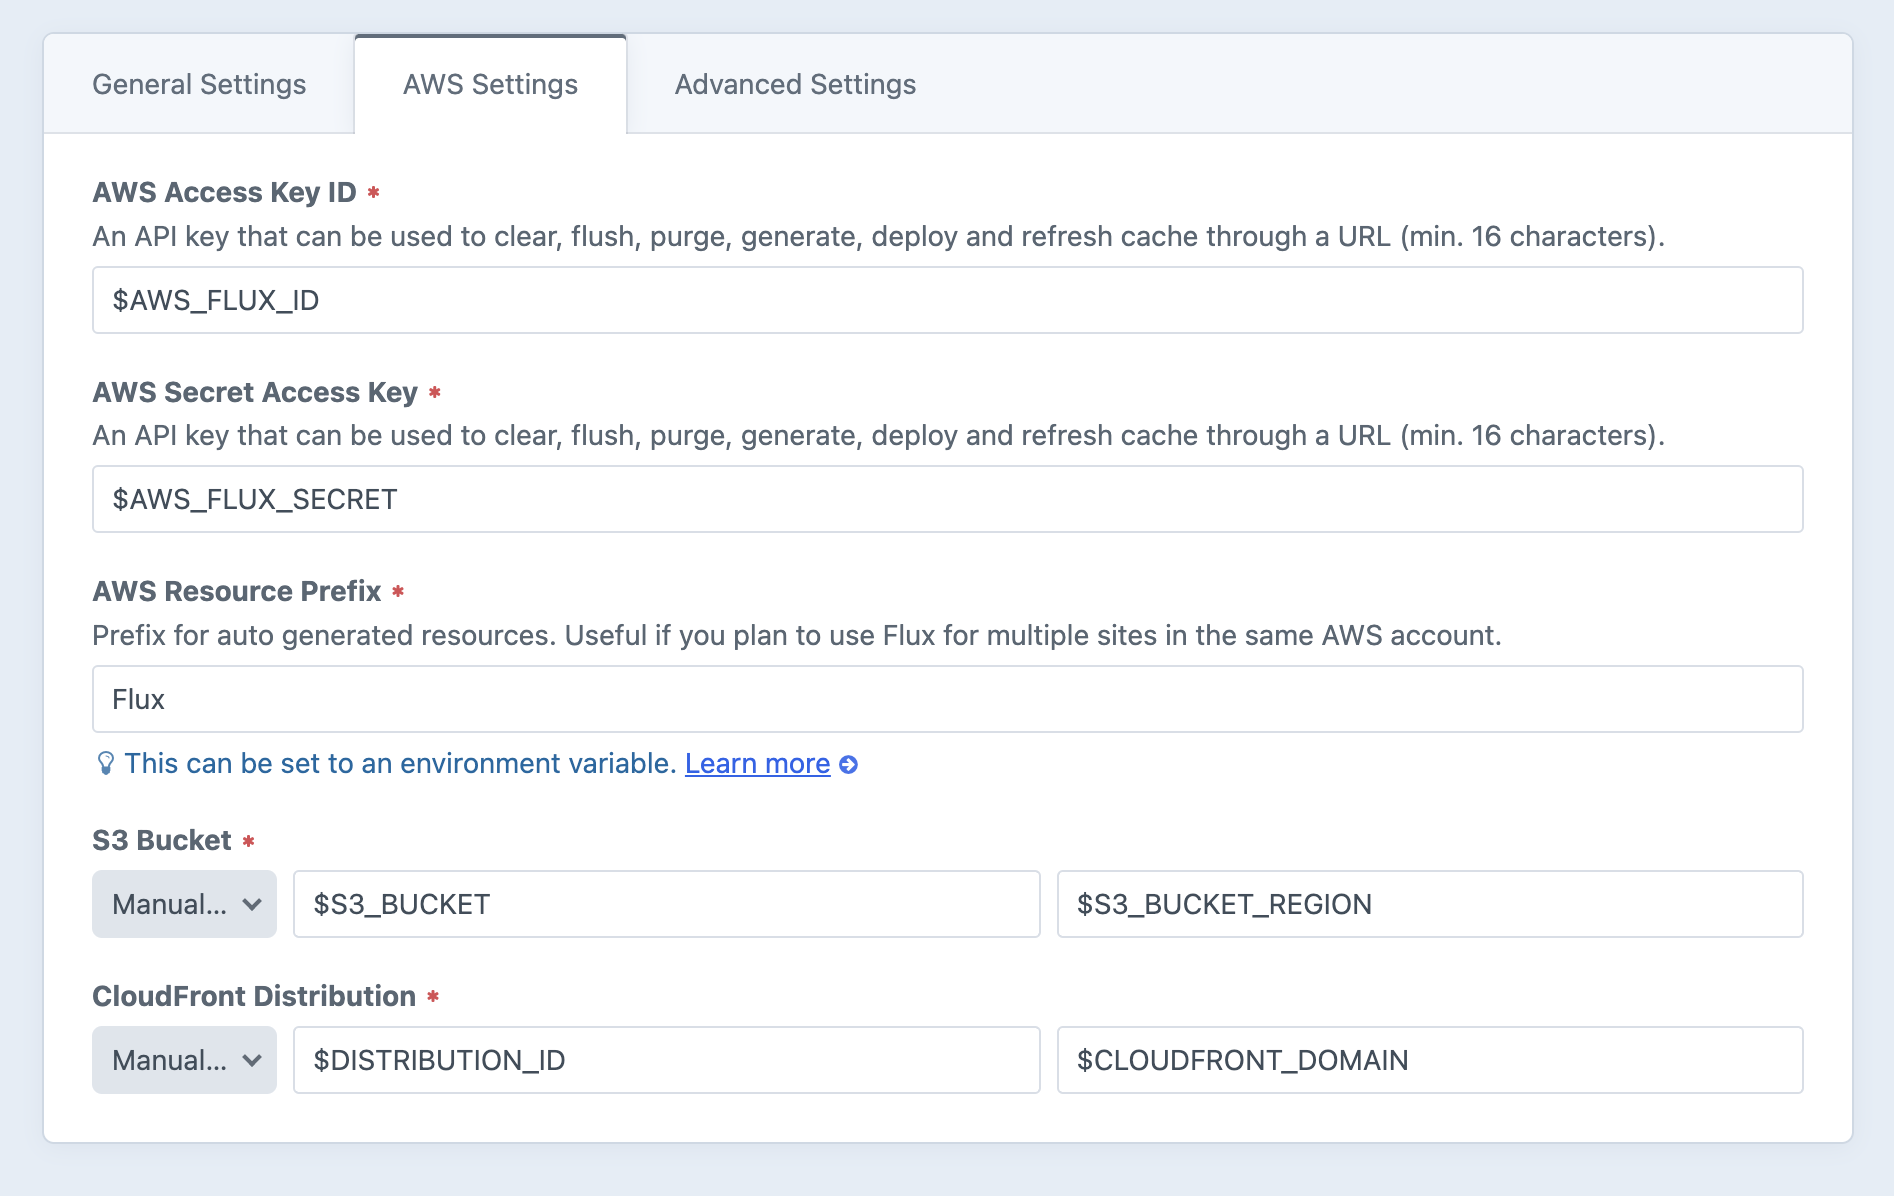 General Settings
AWS Settings
Advanced Settings
AWS Access Key ID *
An API key that can be used to clear, flush, purge, generate, deploy and refresh cache through a URL (min. 16 characters).
$AWS_FLUX_ID
AWS Secret Access Key *
An API key that can be used to clear, flush, purge, generate, deploy and refresh cache through a URL (min. 16 characters).
$AWS_FLUX_SECRET
AWS Resource Prefix *
Prefix for auto generated resources. Useful if you plan to use Flux for multiple sites in the same AWS account.
Flux
This can be set to an environment variable. Learn more
S3 Bucket *
Manual...
$S3_BUCKET
$S3_BUCKET_REGION
CloudFront Distribution *
Manual...
$DISTRIBUTION_ID
$CLOUDFRONT_DOMAIN